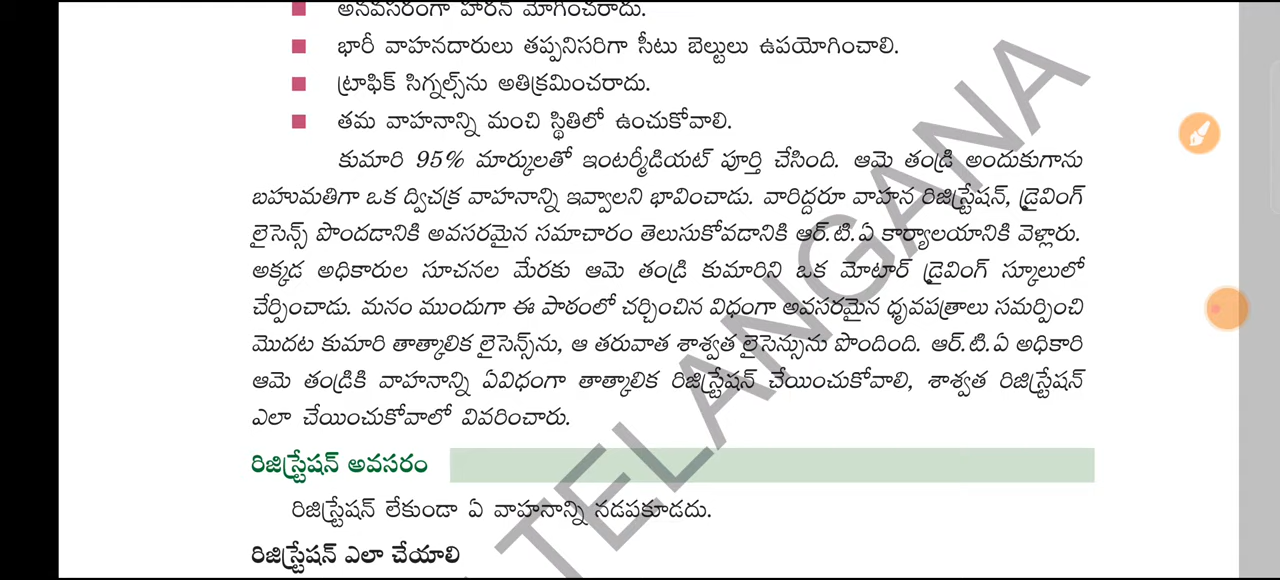 అనవసరంగా హారన్ మోగించరాదు.
భారీ వాహనదారులు తప్పనిసరిగా సీటు బెల్టులు ఉపయోగించాలి.
ట్రాఫిక్ సిగ్నల్స్‌ను అతిక్రమించరాదు.
తమ వాహనాన్ని మంచి స్థితిలో ఉంచుకోవాలి.
కుమారి 95% మార్కులతో ఇంటర్మీడియట్ పూర్తి చేసింది. ఆమె తండ్రి అందుకుగాను
బహుమతిగా ఒక ద్విచక్ర వాహనాన్ని ఇవ్వాలని భావించాడు. వారిద్దరూ వాహన రిజిస్ట్రేషన్, డ్రైవింగ్
లైసెన్స్ పొందడానికి అవసరమైన సమాచారం తెలుసుకోవడానికి ఆర్.టి.ఏ కార్యాలయానికి వెళ్లారు.
అక్కడ అధికారుల సూచనల మేరకు ఆమె తండ్రి కుమారిని ఒక మోటార్ డ్రైవింగ్ స్కూలులో
చేర్పించాడు. మనం ముందుగా ఈ పాఠంలో చర్చించిన విధంగా అవసరమైన ధృవపత్రాలు సమర్పించి
మొదట కుమారి తాత్కాలిక లైసెన్స్‌ను, ఆ తరువాత శాశ్వత లైసెన్సును పొందింది. ఆర్.టి.ఏ అధికారి
ఆమె తండ్రికి వాహనాన్ని ఏవిధంగా తాత్కాలిక రిజిస్ట్రేషన్ చేయించుకోవాలి, శాశ్వత రిజిస్ట్రేషన్
ఎలా చేయించుకోవాలో వివరించారు.
రిజిస్ట్రేషన్ అవసరం
రిజిస్ట్రేషన్ లేకుండా ఏ వాహనాన్ని నడపకూడదు.
రిజిస్ట్రేషన్ ఎలా చేయాలి
TELANGANA